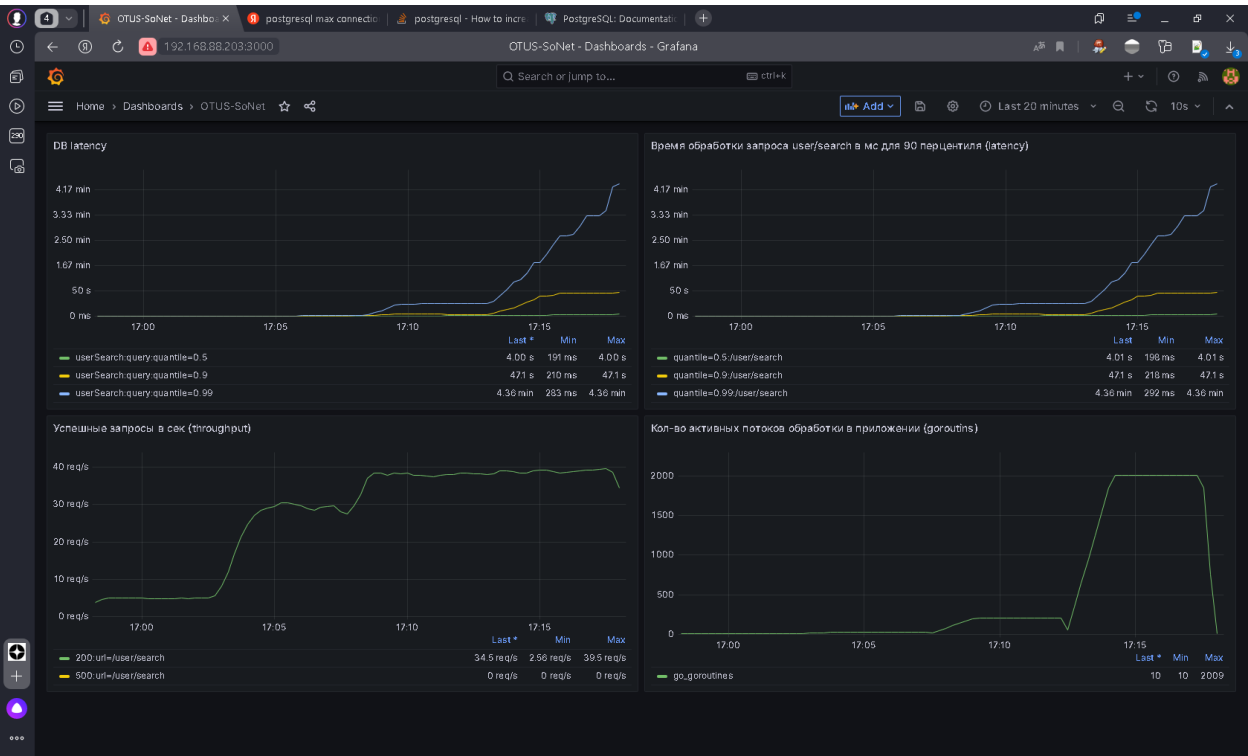 4
OTUS-SoNet - Dashboa
postgresql max connectio
postgresql - How to incre
PostgreSQL: Documentatio
192.168.88.203:3000
OTUS-SoNet - Dashboards - Grafana
Search or jump to...
ctrl+k
Home › Dashboards › OTUS-SoNet
Add
Last 20 minutes
10s
290
3
DB latency
4.17 min
3.33 min
2.50 min
1.67 min
50 s
0 ms
17:00 17:05 17:10 17:15
Last * Min Max
userSearch:query:quantile=0.5 4.00 s 191 ms 4.00 s
userSearch:query:quantile=0.9 47.1 s 210 ms 47.1 s
userSearch:query:quantile=0.99 4.36 min 283 ms 4.36 min
Время обработки запроса user/search в мс для 90 перцентиля (latency)
4.17 min
3.33 min
2.50 min
1.67 min
50 s
0 ms
17:00 17:05 17:10 17:15
Last Min Max
quantile=0.5:/user/search 4.01 s 198 ms 4.01 s
quantile=0.9:/user/search 47.1 s 218 ms 47.1 s
quantile=0.99:/user/search 4.36 min 292 ms 4.36 min
Успешные запросы в сек (throughput)
40 req/s
30 req/s
20 req/s
10 req/s
0 req/s
17:00 17:05 17:10 17:15
Last * Min Max
200:url=/user/search 34.5 req/s 2.56 req/s 39.5 req/s
500:url=/user/search 0 req/s 0 req/s 0 req/s
Кол-во активных потоков обработки в приложении (goroutins)
2000
1500
1000
500
0
17:00 17:05 17:10 17:15
Last * Min Max
go_goroutines 10 10 2009